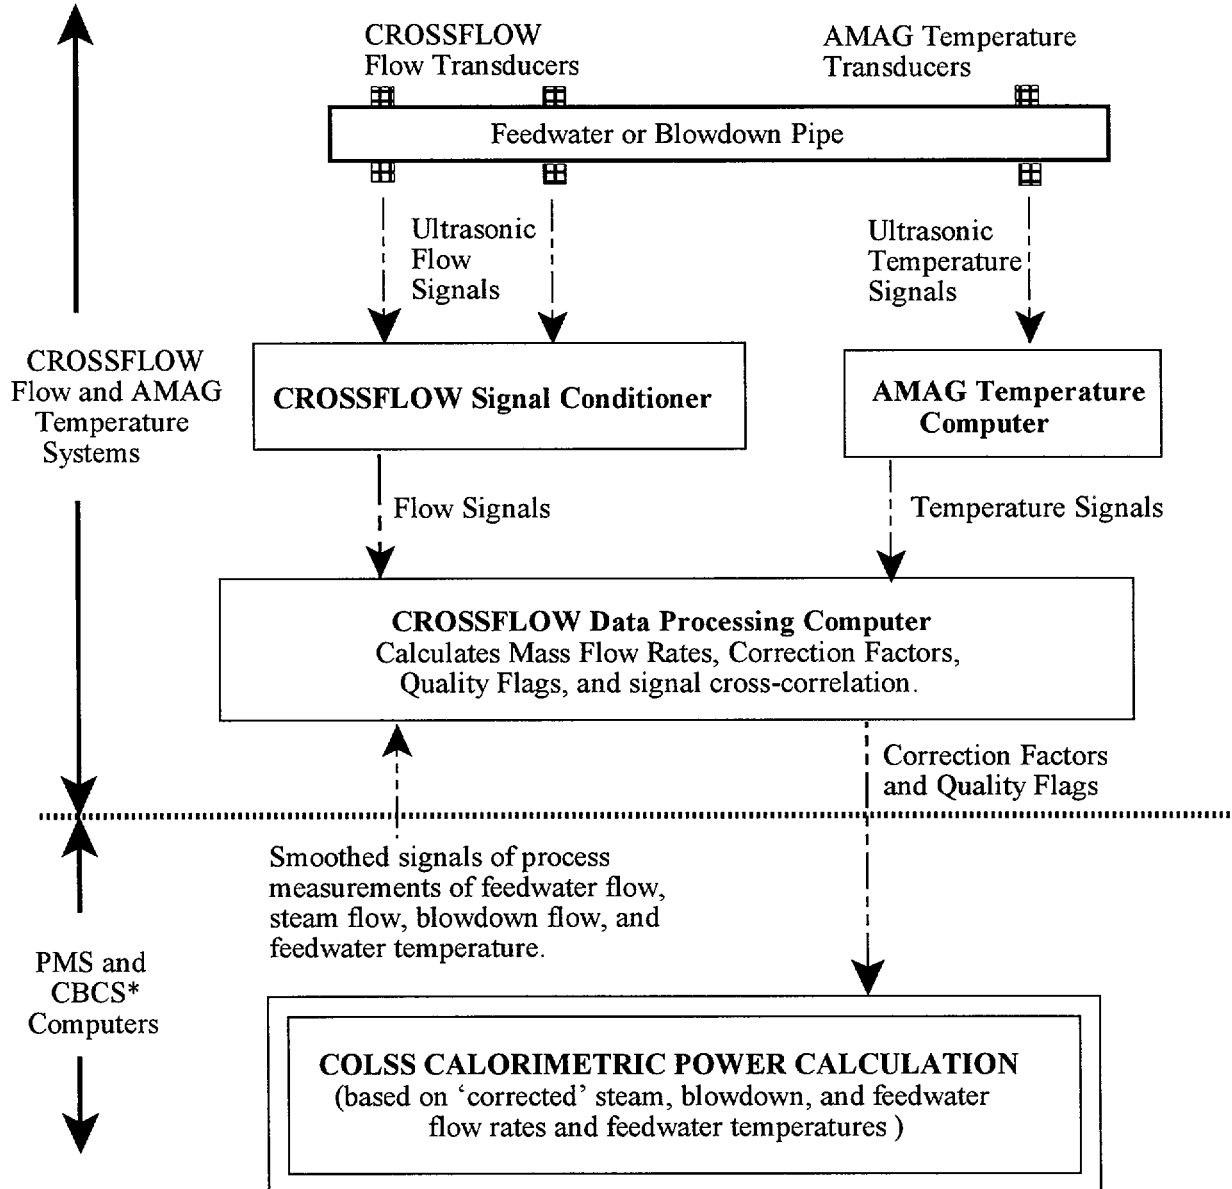 CROSSFLOW
Flow Transducers
AMAG Temperature
Transducers
Feedwater or Blowdown Pipe
Ultrasonic
Flow
Signals
Ultrasonic
Temperature
Signals
CROSSFLOW
Flow and AMAG
Temperature
Systems
CROSSFLOW Signal Conditioner
AMAG Temperature
Computer
Flow Signals
Temperature Signals
CROSSFLOW Data Processing Computer
Calculates Mass Flow Rates, Correction Factors,
Quality Flags, and signal cross-correlation.
Correction Factors
and Quality Flags
Smoothed signals of process
measurements of feedwater flow,
steam flow, blowdown flow, and
feedwater temperature.
PMS and
CBCS*
Computers
COLSS CALORIMETRIC POWER CALCULATION
(based on ‘corrected’ steam, blowdown, and feedwater
flow rates and feedwater temperatures )